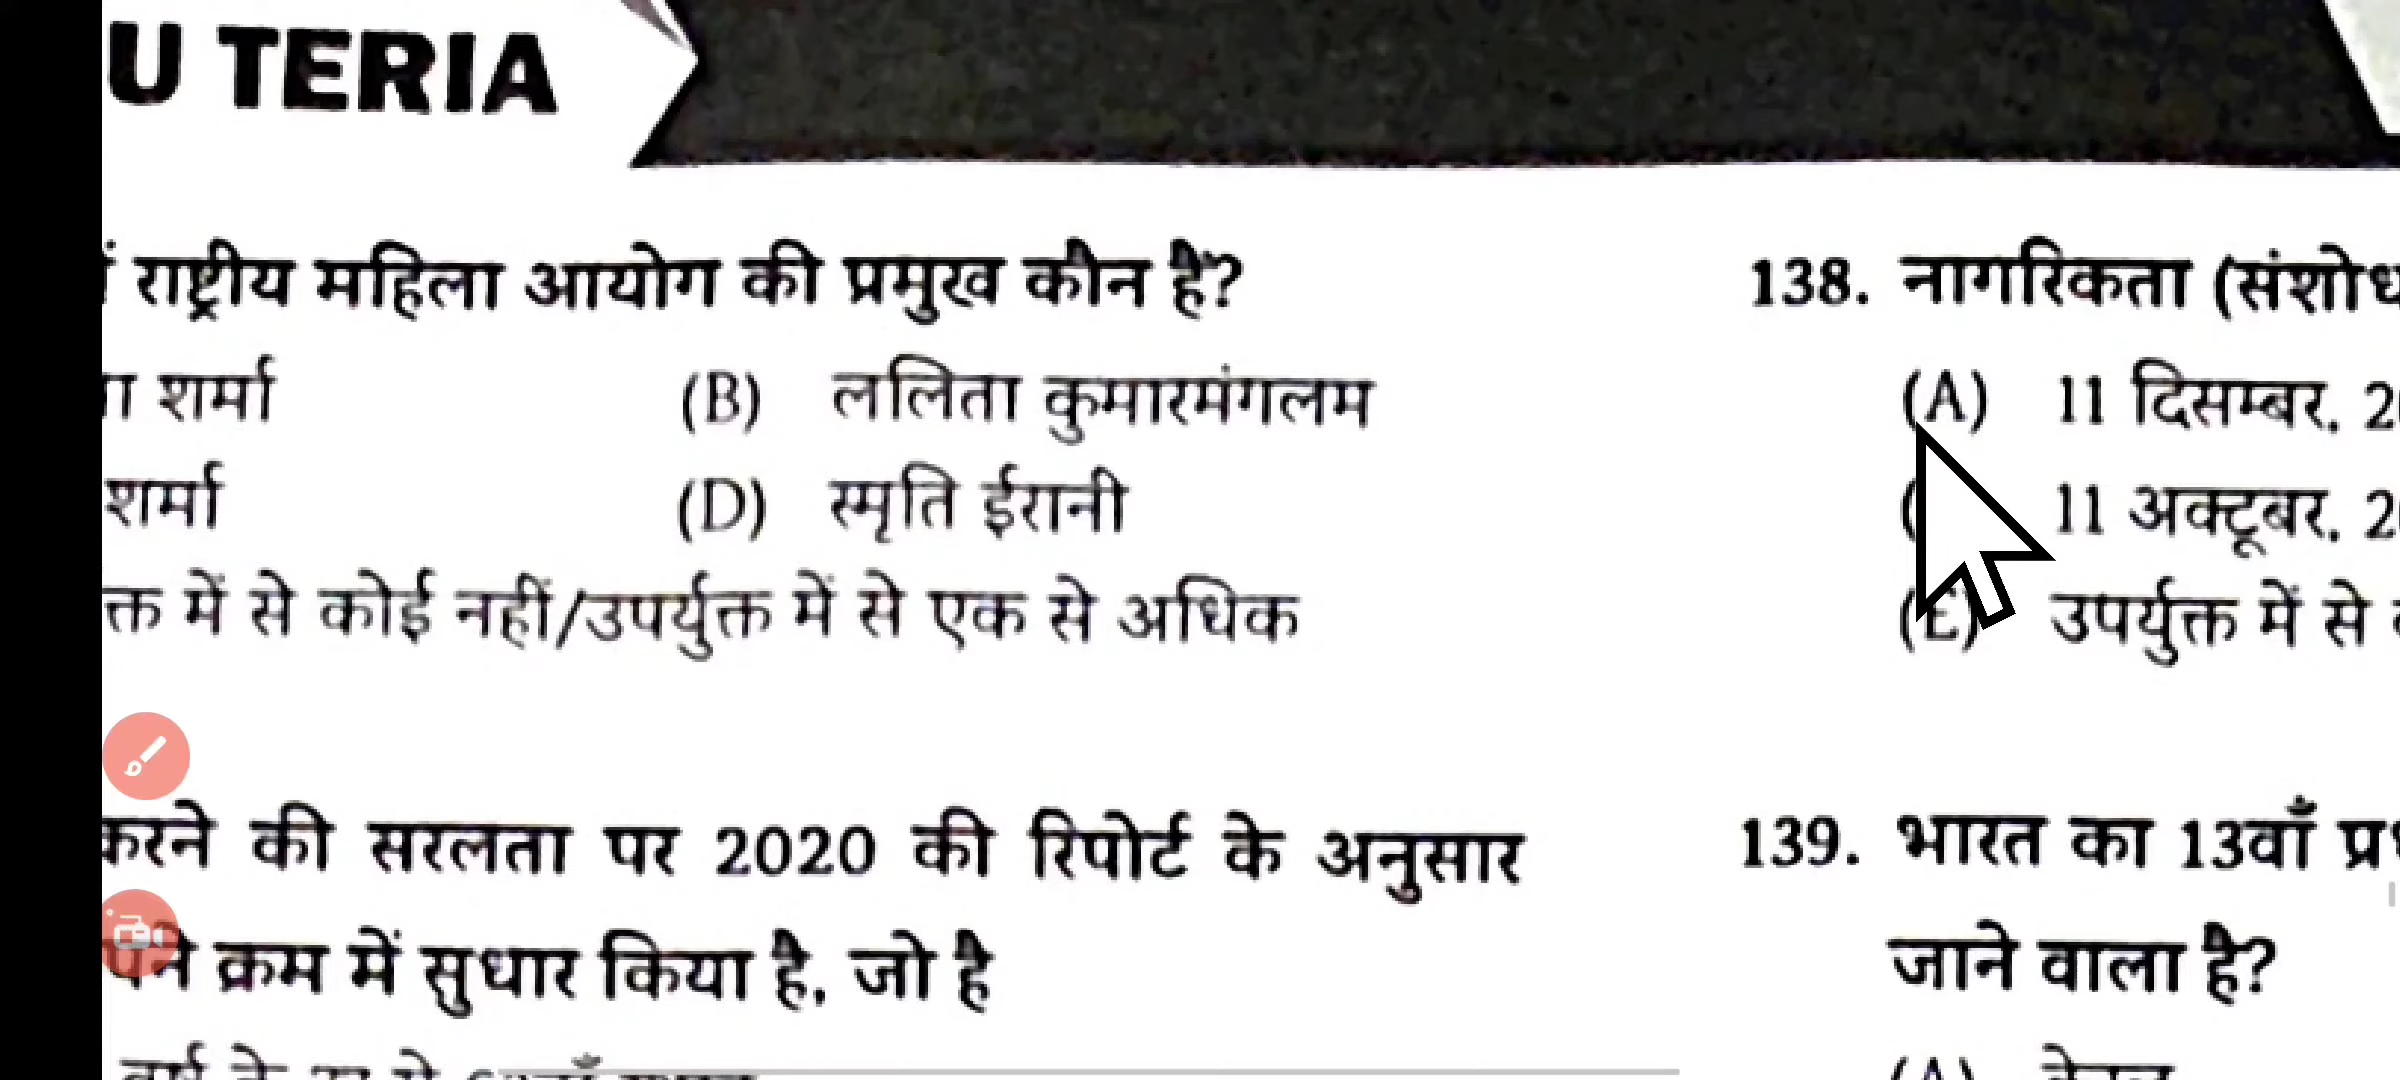 U TERIA
राष्ट्रीय महिला आयोग की प्रमुख कौन हैं?
शर्मा
(B) ललिता कुमारमंगलम
शर्मा
(D) स्मृति ईरानी
में से कोई नहीं/उपर्युक्त में से एक से अधिक
करने की सरलता पर 2020 की रिपोर्ट के अनुसार
क्रम में सुधार किया है, जो है
138. नागरिकता (संशोध
(A) 11 दिसम्बर, 2
11 अक्टूबर, 2
(E) उपर्युक्त में से
139. भारत का 13वाँ प्र
जाने वाला है?
(A)